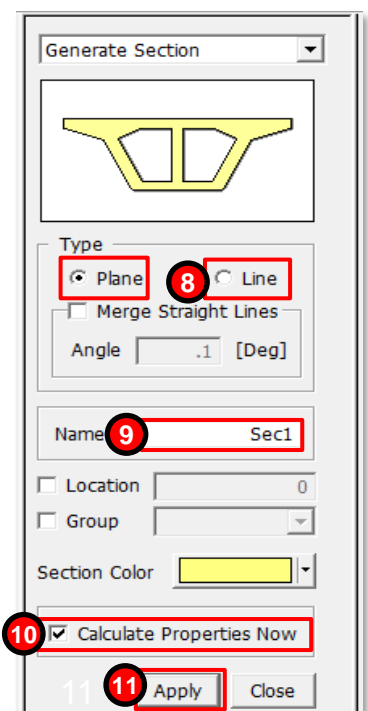 Generate Section
Type
Plane 8 Line
Merge Straight Lines
Angle .1 [Deg]
Name 9 Sec1
Location 0
Group
Section Color
10 Calculate Properties Now
11 11 Apply Close